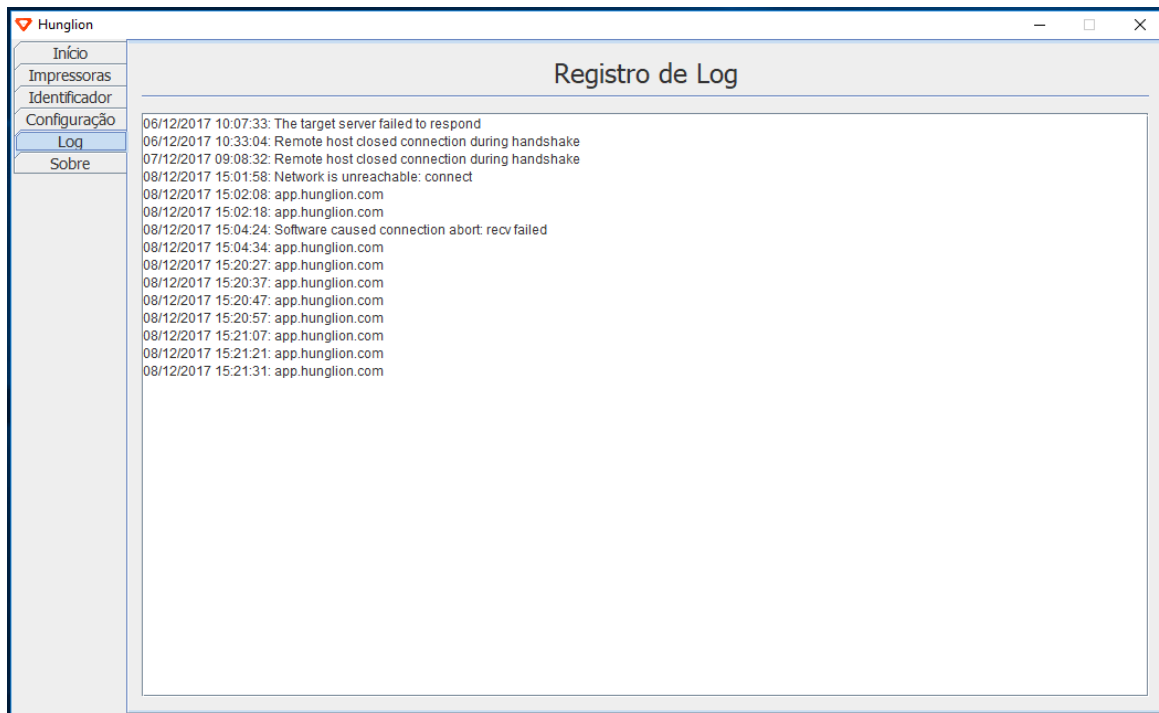 Hunglion
Início
Impressoras
Identificador
Configuração
Log
Sobre
Registro de Log
06/12/2017 10:07:33: The target server failed to respond
06/12/2017 10:33:04: Remote host closed connection during handshake
07/12/2017 09:08:32: Remote host closed connection during handshake
08/12/2017 15:01:58: Network is unreachable: connect
08/12/2017 15:02:08: app.hunglion.com
08/12/2017 15:02:18: app.hunglion.com
08/12/2017 15:04:24: Software caused connection abort: recv failed
08/12/2017 15:04:34: app.hunglion.com
08/12/2017 15:20:27: app.hunglion.com
08/12/2017 15:20:37: app.hunglion.com
08/12/2017 15:20:47: app.hunglion.com
08/12/2017 15:20:57: app.hunglion.com
08/12/2017 15:21:07: app.hunglion.com
08/12/2017 15:21:21: app.hunglion.com
08/12/2017 15:21:31: app.hunglion.com